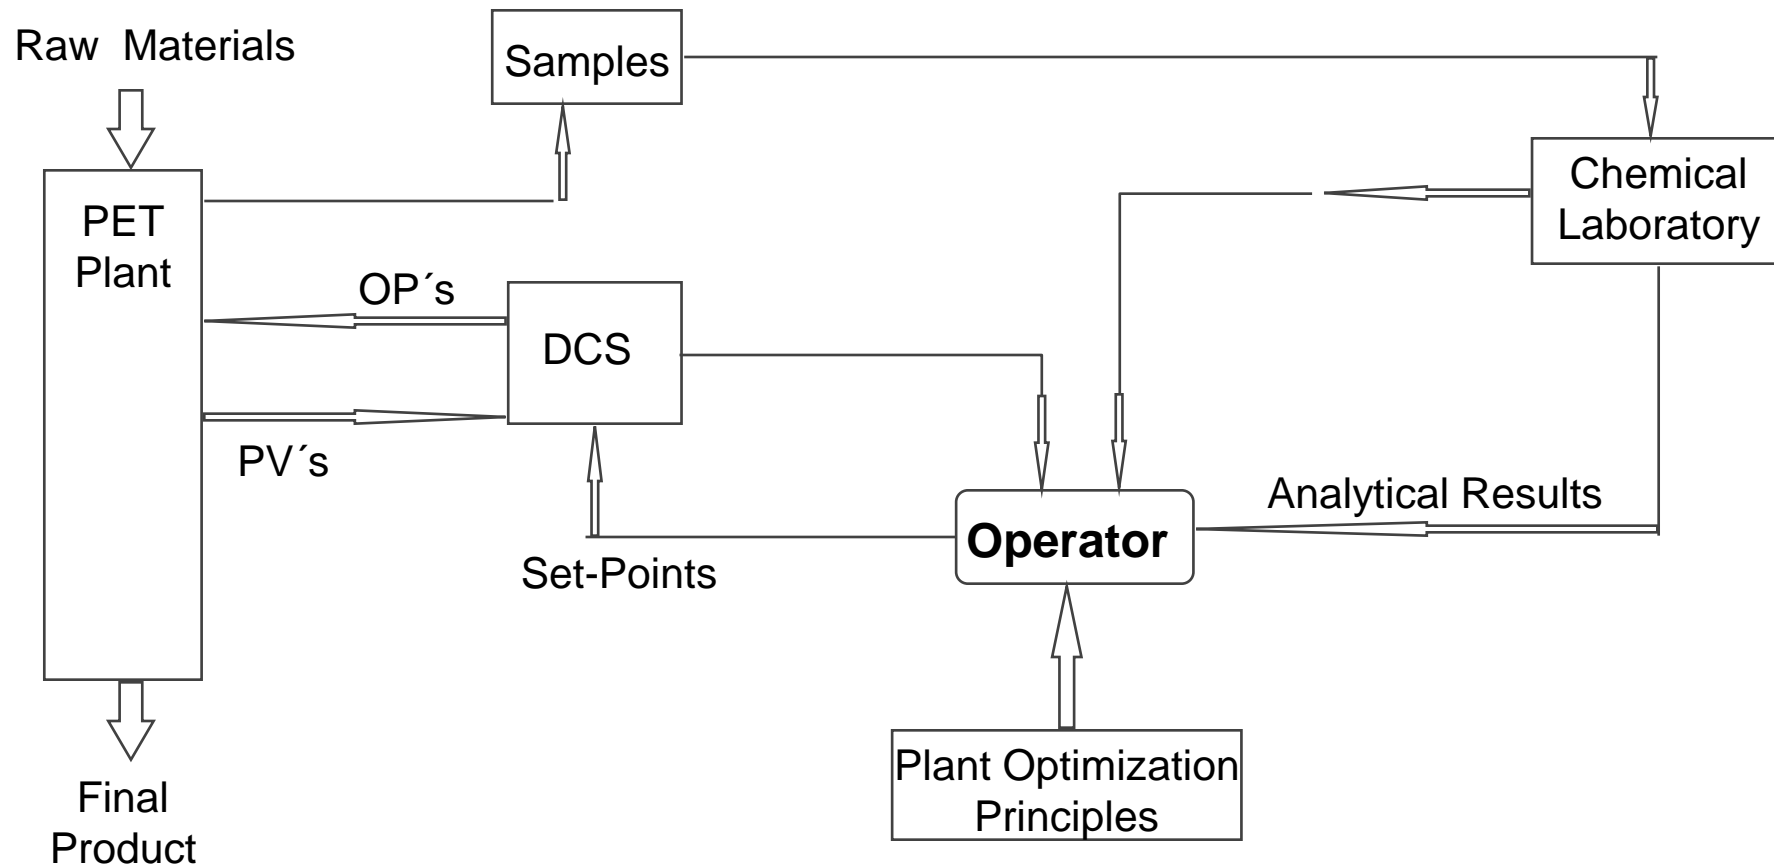 Raw Materials
Samples
Chemical
Laboratory
PET
Plant
OP´s
DCS
PV´s
Analytical Results
Operator
Set-Points
Plant Optimization
Principles
Final
Product